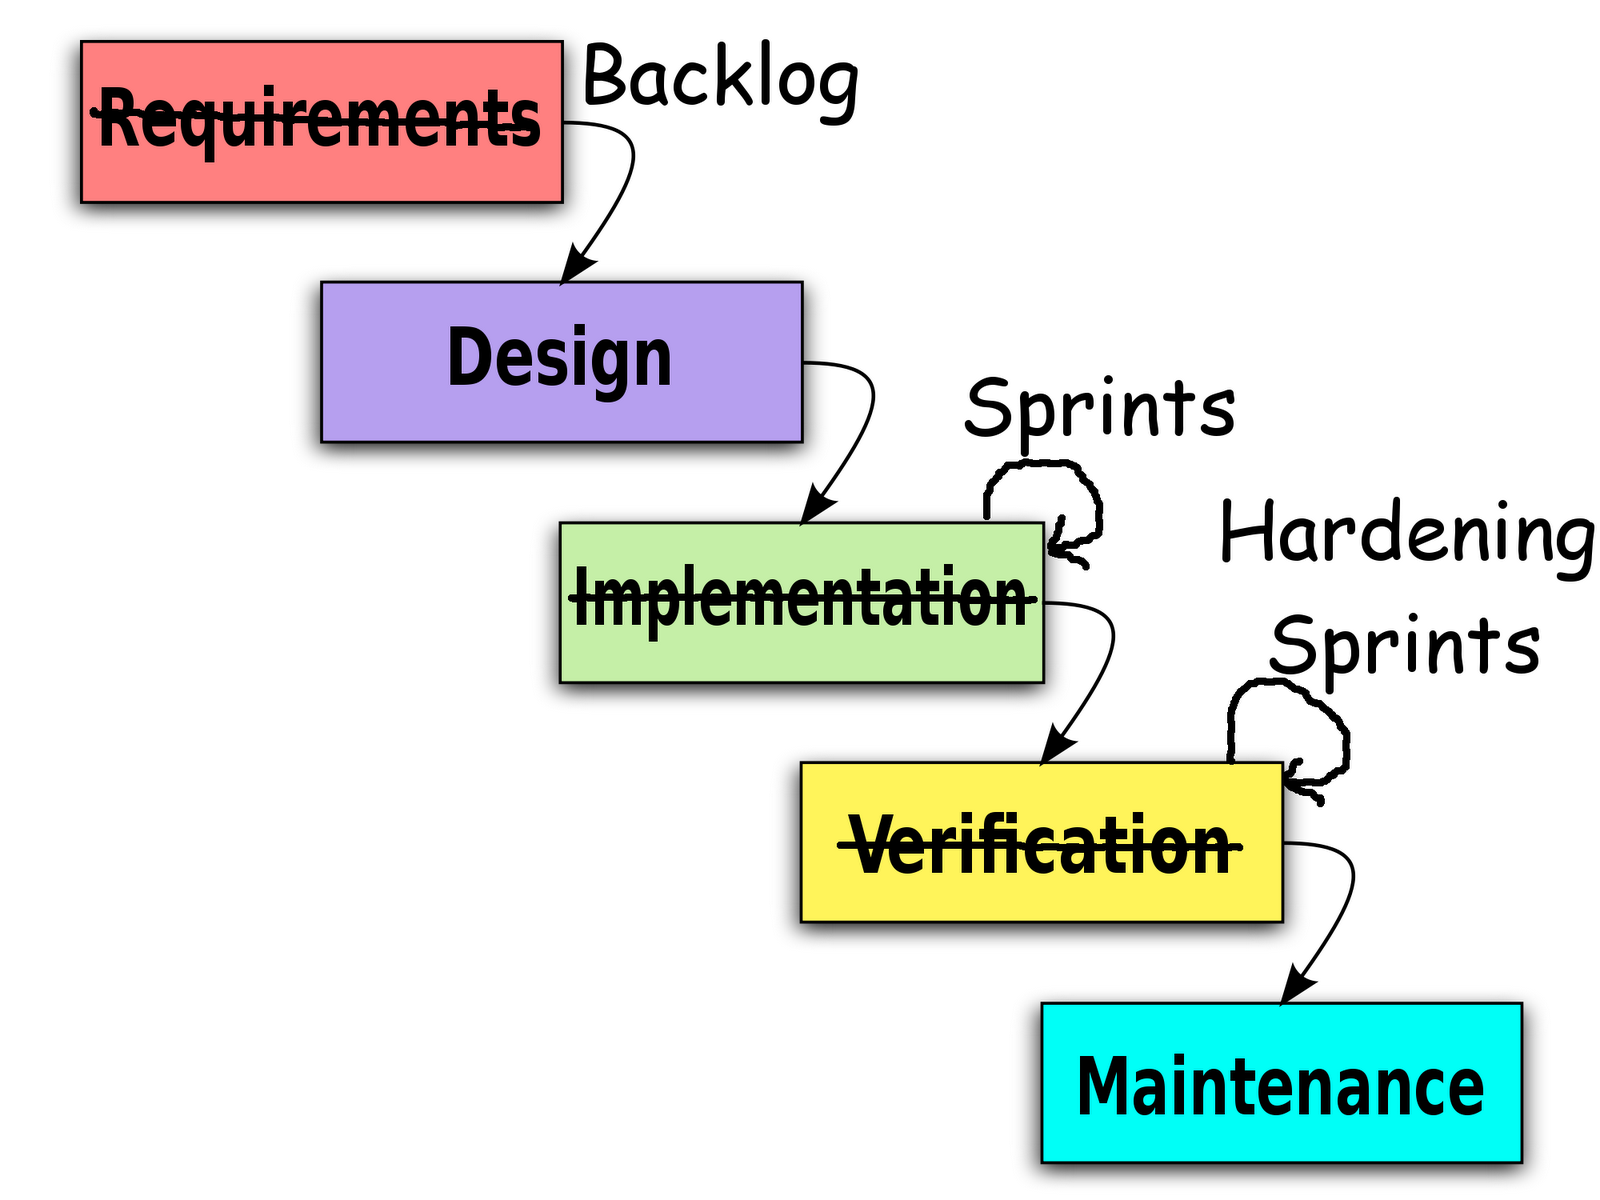 Requirements
Backlog
Design
Sprints
Implementation
Hardening
Sprints
Verification
Maintenance